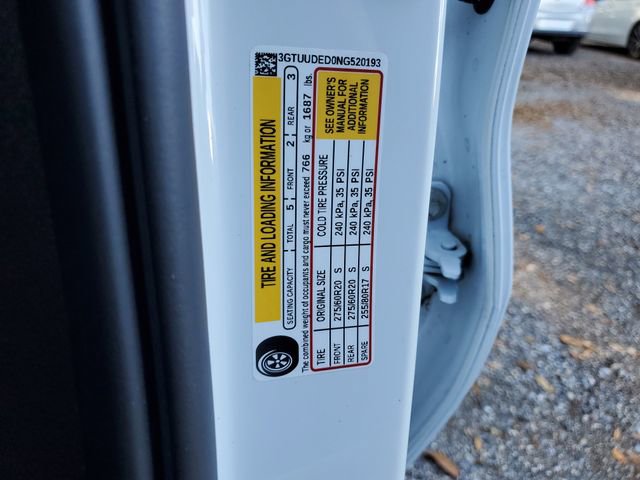 3GTUUDED0NG520193
TIRE AND LOADING INFORMATION
SEATING CAPACITY TOTAL 5 FRONT 2 REAR 3
The combined weight of occupants and cargo must never exceed 766 kg or 1687 lbs.
TIRE ORIGINAL SIZE COLD TIRE PRESSURE
FRONT 275/60R20 S 240 kPa, 35 PSI
REAR 275/60R20 S 240 kPa, 35 PSI
SPARE 255/80R17 S 240 kPa, 35 PSI
SEE OWNER'S
MANUAL FOR
ADDITIONAL
INFORMATION